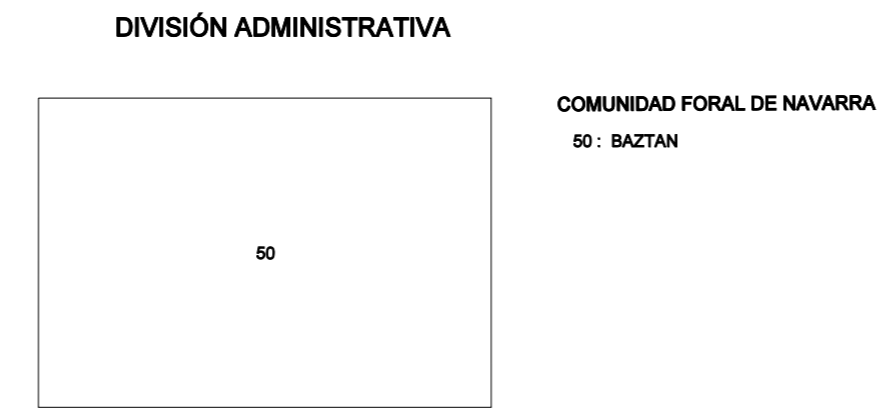 DIVISIÓN ADMINISTRATIVA
COMUNIDAD FORAL DE NAVARRA
50 : BAZTAN
50